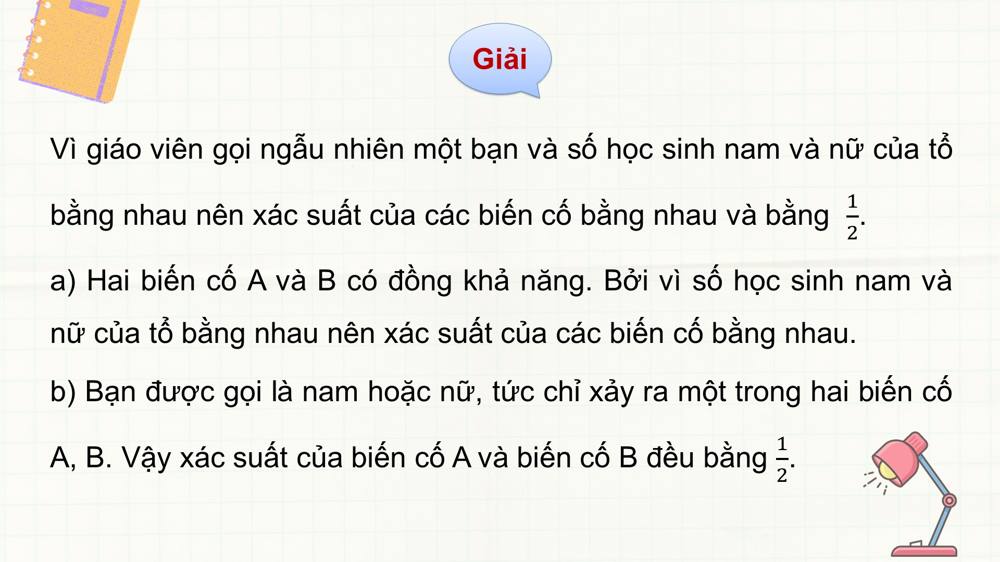 Giải
Vì giáo viên gọi ngẫu nhiên một bạn và số học sinh nam và nữ của tổ
bằng nhau nên xác suất của các biến cố bằng nhau và bằng 1/2.
a) Hai biến cố A và B có đồng khả năng. Bởi vì số học sinh nam và
nữ của tổ bằng nhau nên xác suất của các biến cố bằng nhau.
b) Bạn được gọi là nam hoặc nữ, tức chỉ xảy ra một trong hai biến cố
A, B. Vậy xác suất của biến cố A và biến cố B đều bằng 1/2.